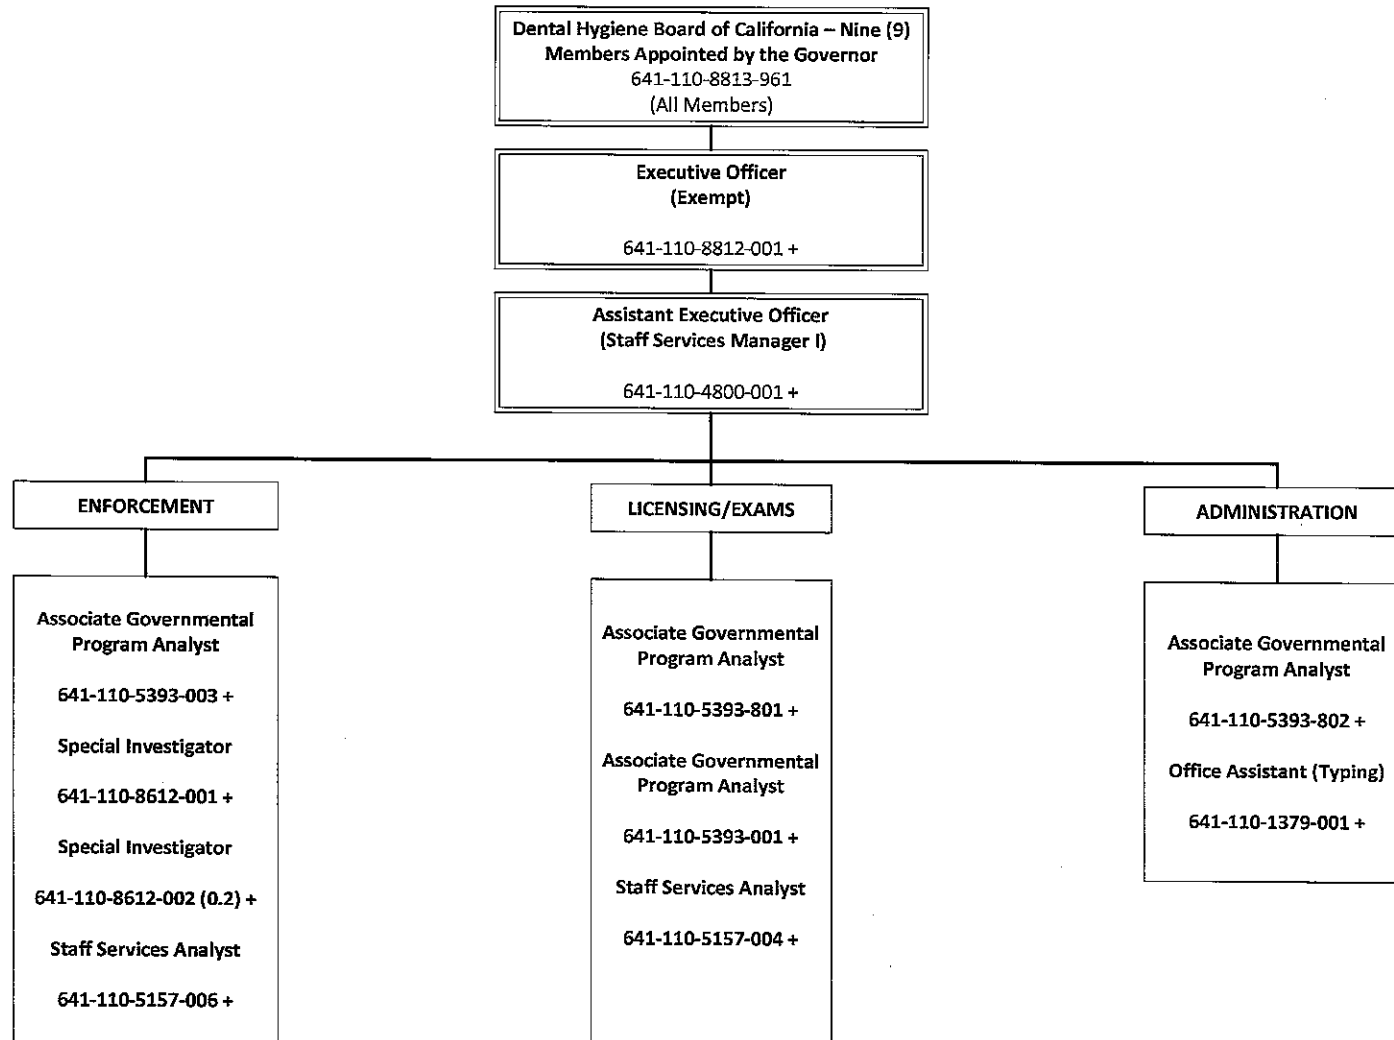 Dental Hygiene Board of California – Nine (9)
Members Appointed by the Governor
641-110-8813-961
(All Members)
Executive Officer
(Exempt)
641-110-8812-001 +
Assistant Executive Officer
(Staff Services Manager I)
641-110-4800-001 +
ENFORCEMENT
Associate Governmental
Program Analyst
641-110-5393-003 +
Special Investigator
641-110-8612-001 +
Special Investigator
641-110-8612-002 (0.2) +
Staff Services Analyst
641-110-5157-006 +
LICENSING/EXAMS
Associate Governmental
Program Analyst
641-110-5393-801 +
Associate Governmental
Program Analyst
641-110-5393-001 +
Staff Services Analyst
641-110-5157-004 +
ADMINISTRATION
Associate Governmental
Program Analyst
641-110-5393-802 +
Office Assistant (Typing)
641-110-1379-001 +